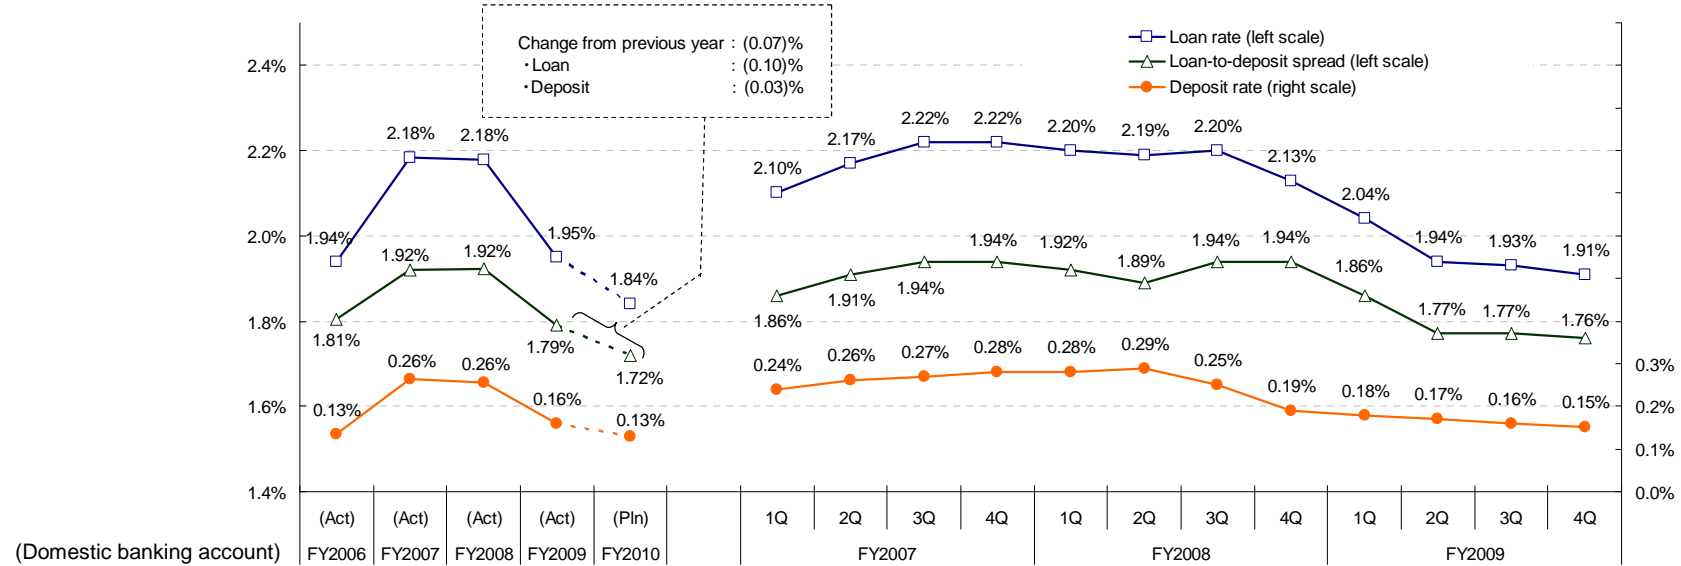 Change from previous year : (0.07)%
・Loan : (0.10)%
・Deposit : (0.03)%
Loan rate (left scale)
Loan-to-deposit spread (left scale)
Deposit rate (right scale)
2.4%
2.2%
2.0%
1.8%
1.6%
1.4%
0.3%
0.2%
0.1%
0.0%
1.94% 2.18% 2.18% 1.95% 1.84%
1.81% 1.92% 1.92% 1.79% 1.72%
0.13% 0.26% 0.26% 0.16% 0.13%
2.10% 2.17% 2.22% 2.22% 2.20% 2.19% 2.20% 2.13% 2.04% 1.94% 1.93% 1.91%
1.86% 1.91% 1.94% 1.94% 1.92% 1.89% 1.94% 1.94% 1.86% 1.77% 1.77% 1.76%
0.24% 0.26% 0.27% 0.28% 0.28% 0.29% 0.25% 0.19% 0.18% 0.17% 0.16% 0.15%
(Act) (Act) (Act) (Act) (Pln) 1Q 2Q 3Q 4Q 1Q 2Q 3Q 4Q 1Q 2Q 3Q 4Q
(Domestic banking account) FY2006 FY2007 FY2008 FY2009 FY2010 FY2007 FY2008 FY2009